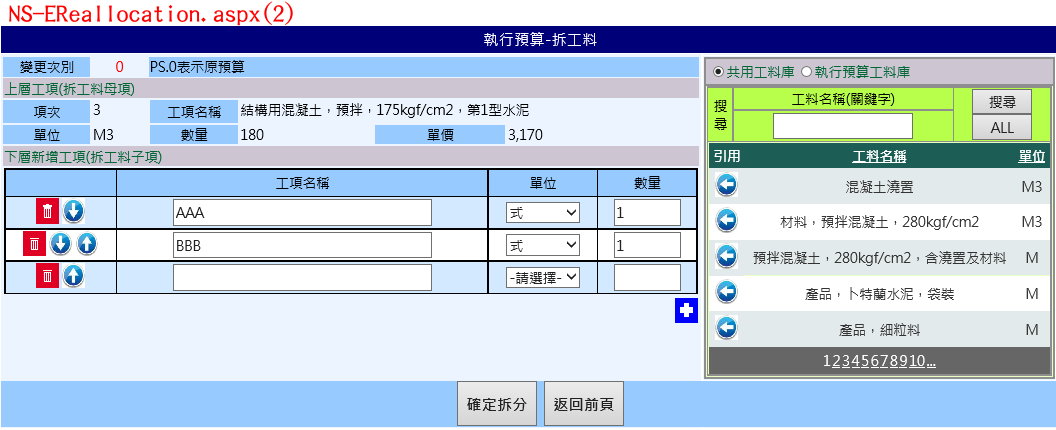 NS-EReallocation.aspx(2)
執行預算-拆工料
變更次別 0 PS.0表示原預算
上層工項(拆工料母項)
項次 3 工項名稱 結構用混凝土，預拌，175kgf/cm2，第1型水泥
單位 M3 數量 180 單價 3,170
下層新增工項(拆工料子項)
工項名稱 單位 數量
AAA 式 1
BBB 式 1
-請選擇-
共用工料庫 執行預算工料庫
搜尋 工料名稱(關鍵字) 搜尋
ALL
引用 工料名稱 單位
混凝土澆置 M3
材料，預拌混凝土，280kgf/cm2 M3
預拌混凝土，280kgf/cm2，含澆置及材料 M
產品，卜特蘭水泥，袋裝 M
產品，細粒料 M
12345678910...
確定拆分 返回前頁